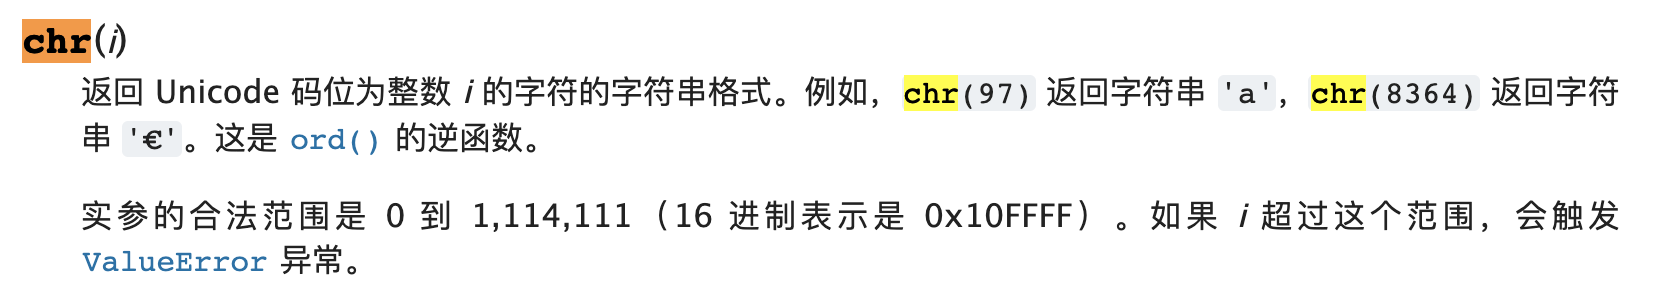 chr(i)
返回 Unicode 码位为整数 i 的字符的字符串格式。例如，chr(97) 返回字符串 'a'，chr(8364) 返回字符
串 '€'。这是 ord() 的逆函数。
实参的合法范围是 0 到 1,114,111（16 进制表示是 0x10FFFF）。如果 i 超过这个范围，会触发
ValueError 异常。